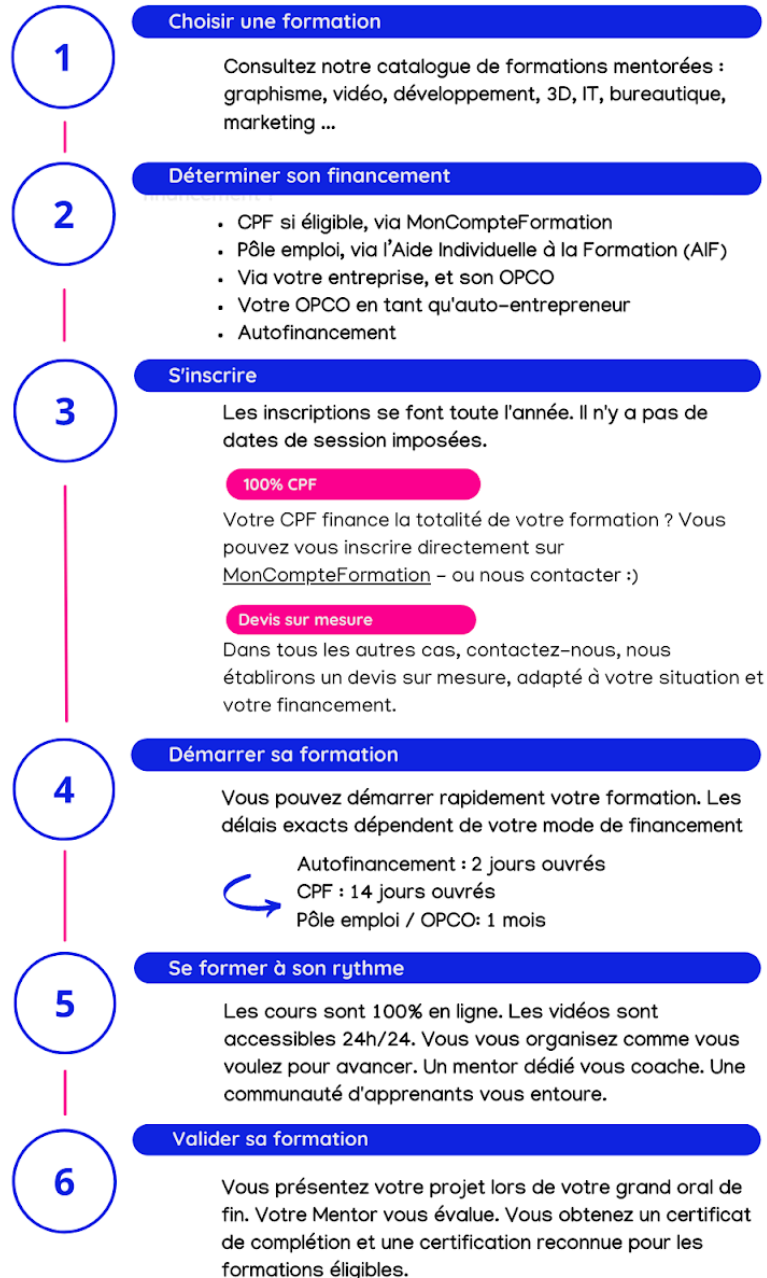 1
Choisir une formation
Consultez notre catalogue de formations mentorées :
graphisme, vidéo, développement, 3D, IT, bureautique,
marketing ...
2
Déterminer son financement
financement ?
• CPF si éligible, via MonCompteFormation
• Pôle emploi, via l'Aide Individuelle à la Formation (AIF)
• Via votre entreprise, et son OPCO
• Votre OPCO en tant qu'auto-entrepreneur
• Autofinancement
3
S'inscrire
Les inscriptions se font toute l'année. Il n'y a pas de
dates de session imposées.
100% CPF
Votre CPF finance la totalité de votre formation ? Vous
pouvez vous inscrire directement sur
MonCompteFormation - ou nous contacter :)
Devis sur mesure
Dans tous les autres cas, contactez-nous, nous
établirons un devis sur mesure, adapté à votre situation et
votre financement.
4
Démarrer sa formation
Vous pouvez démarrer rapidement votre formation. Les
délais exacts dépendent de votre mode de financement
Autofinancement : 2 jours ouvrés
CPF : 14 jours ouvrés
Pôle emploi / OPCO: 1 mois
5
Se former à son rythme
Les cours sont 100% en ligne. Les vidéos sont
accessibles 24h/24. Vous vous organisez comme vous
voulez pour avancer. Un mentor dédié vous coache. Une
communauté d'apprenants vous entoure.
6
Valider sa formation
Vous présentez votre projet lors de votre grand oral de
fin. Votre Mentor vous évalue. Vous obtenez un certificat
de complétion et une certification reconnue pour les
formations éligibles.